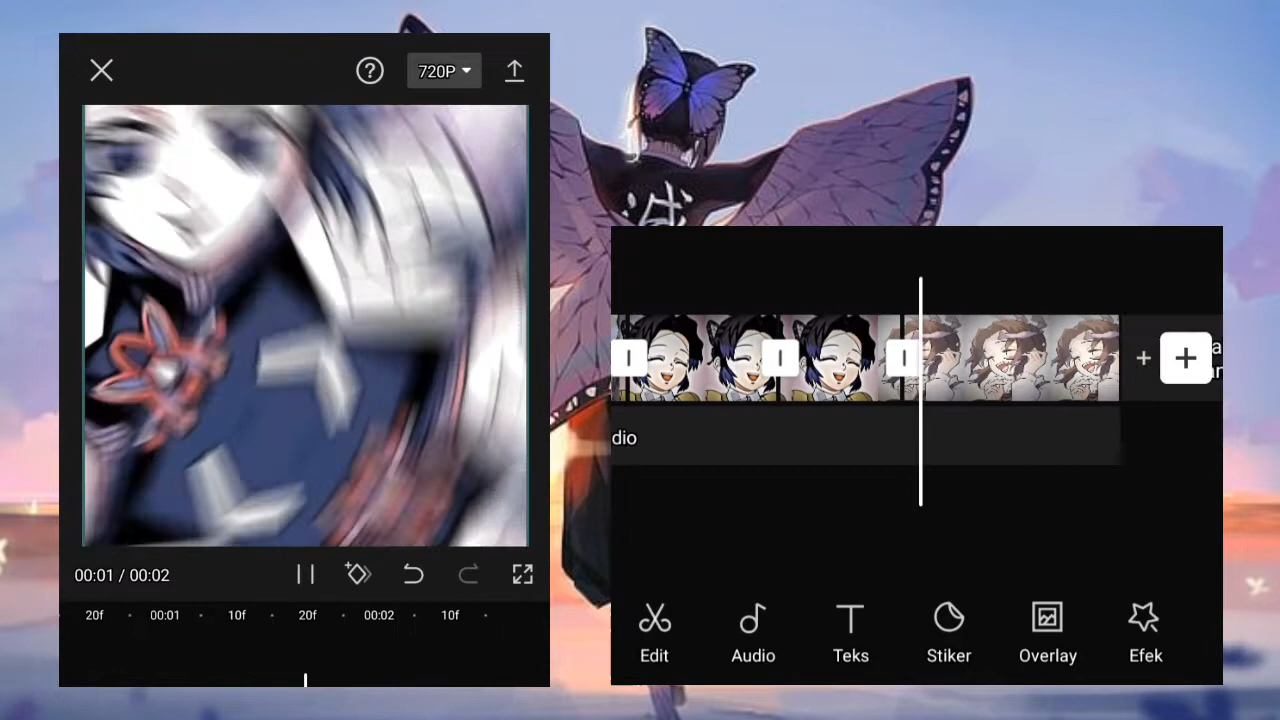 720P
00:01 / 00:02
20f 00:01 10f 20f 00:02 10f
滅
dio
Edit Audio Teks Stiker Overlay Efek